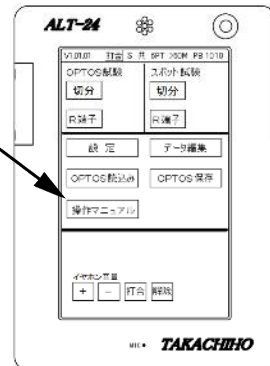 ALT-24
V1.01.01 打合 S 共 6PT >60M PB 1010
OPTOS試験 スポット試験
切分 切分
R端子 R端子
設 定 データ編集
OPTOS読込み OPTOS保存
操作マニュアル
イヤホン音量
+ − 打合 解除
MIC
TAKACHIHO